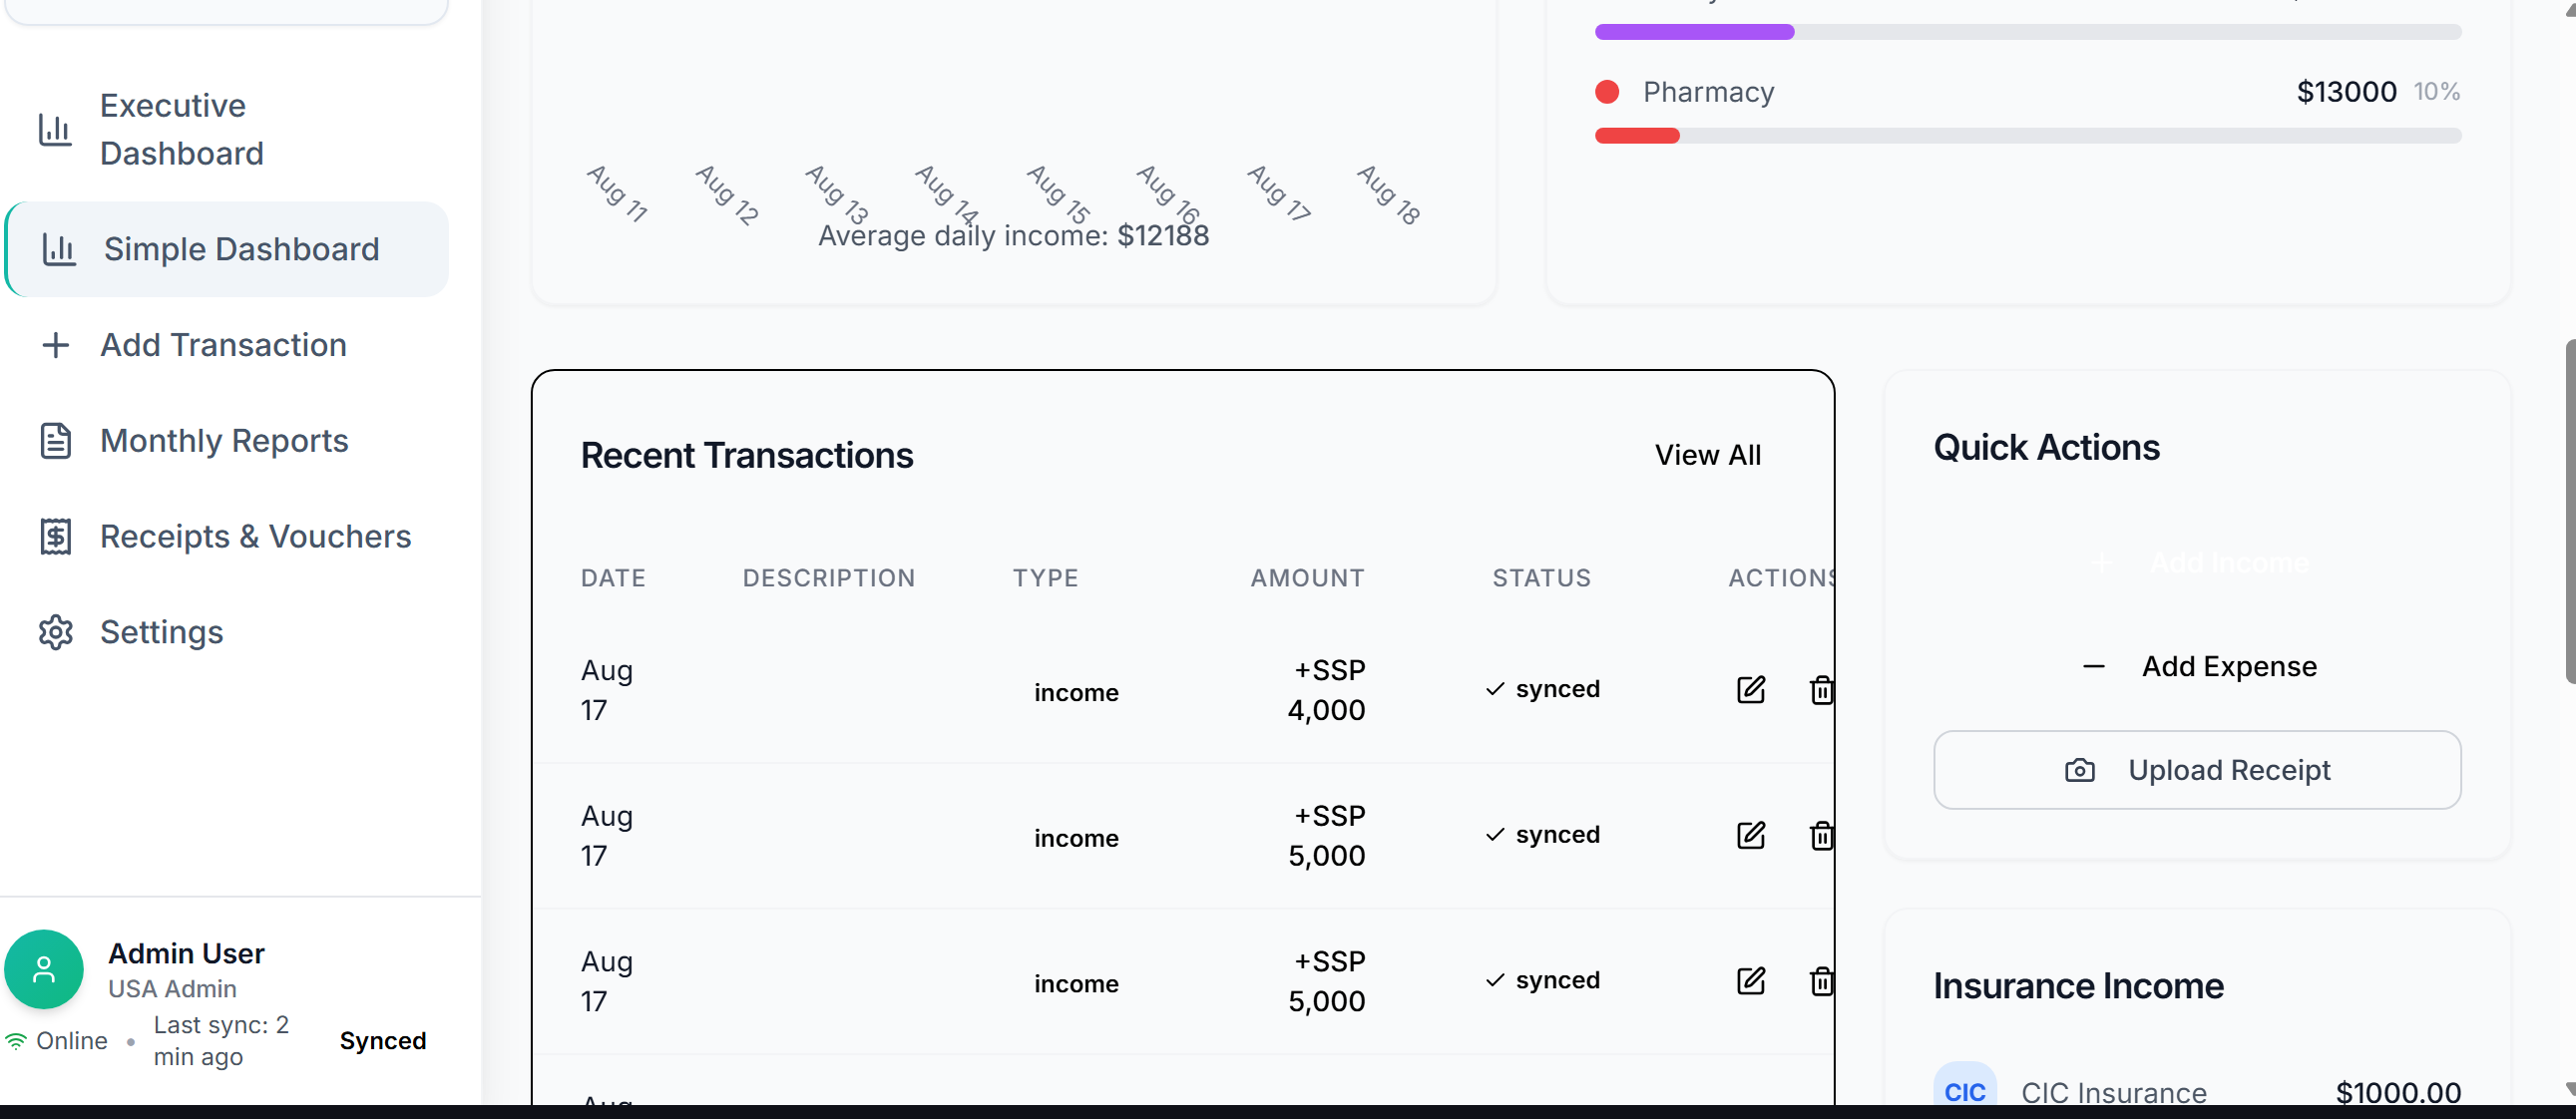 Executive
Dashboard
Simple Dashboard
Add Transaction
Monthly Reports
Receipts & Vouchers
Settings
Admin User
USA Admin
Online • Last sync: 2
min ago
Synced
Aug 11
Aug 12
Aug 13
Aug 14
Aug 15
Aug 16
Aug 17
Aug 18
Average daily income: $12188
Pharmacy $13000 10%
Recent Transactions View All
DATE DESCRIPTION TYPE AMOUNT STATUS ACTIONS
Aug
17
income
+SSP
4,000
synced
Aug
17
income
+SSP
5,000
synced
Aug
17
income
+SSP
5,000
synced
Aug
Quick Actions
Add Income
Add Expense
Upload Receipt
Insurance Income
CIC CIC Insurance $1000.00